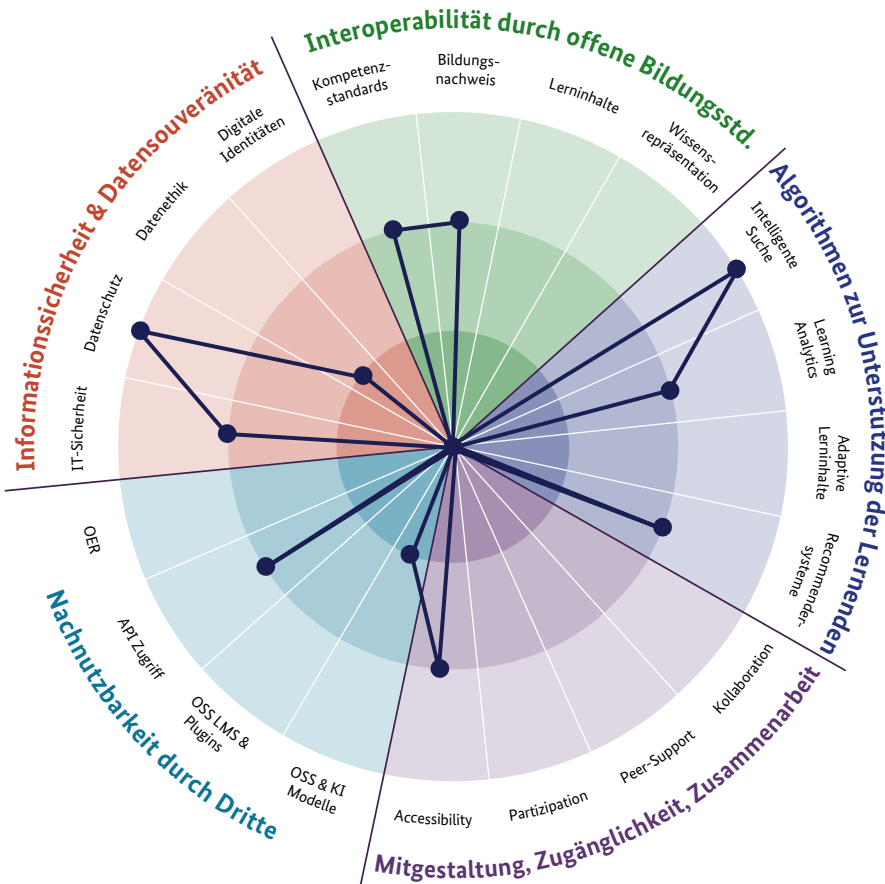 Interoperabilität durch offene Bildungsstd.
Kompetenz-
standards
Bildungs-
nachweis
Lerninhalte
Wissens-
repräsentation
Algorithmen zur Unterstützung der Lernenden
Intelligente
Suche
Learning
Analytics
Adaptive
Lerninhalte
Recommender-
systeme
Mitgestaltung, Zugänglichkeit, Zusammenarbeit
Kollaboration
Peer-Support
Partizipation
Accessibility
Nachnutzbarkeit durch Dritte
OSS & KI
Modelle
OSS LMS &
Plugins
API Zugriff
OER
Informationssicherheit & Datensouveränität
IT-Sicherheit
Datenschutz
Datenethik
Digitale
Identitäten